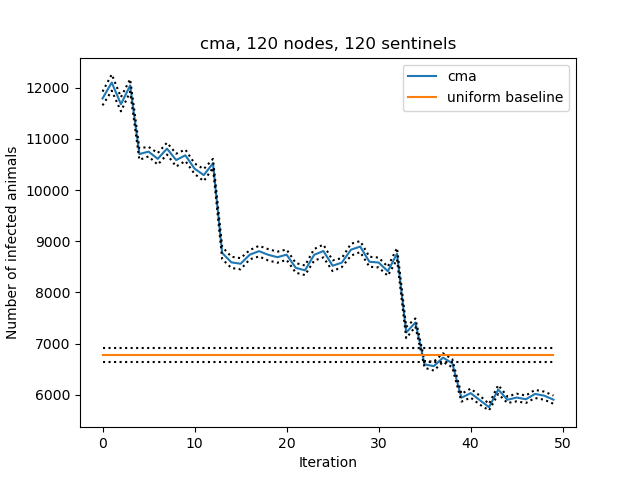 cma, 120 nodes, 120 sentinels
cma
uniform baseline
12000
11000
10000
9000
8000
7000
6000
Number of infected animals
0 10 20 30 40 50
Iteration